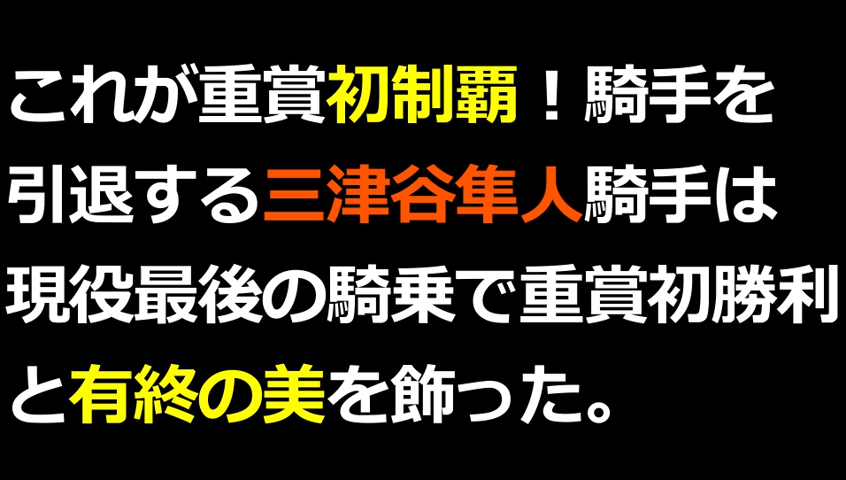 これが重賞初制覇！騎手を
引退する三津谷隼人騎手は
現役最後の騎乗で重賞初勝利
と有終の美を飾った。